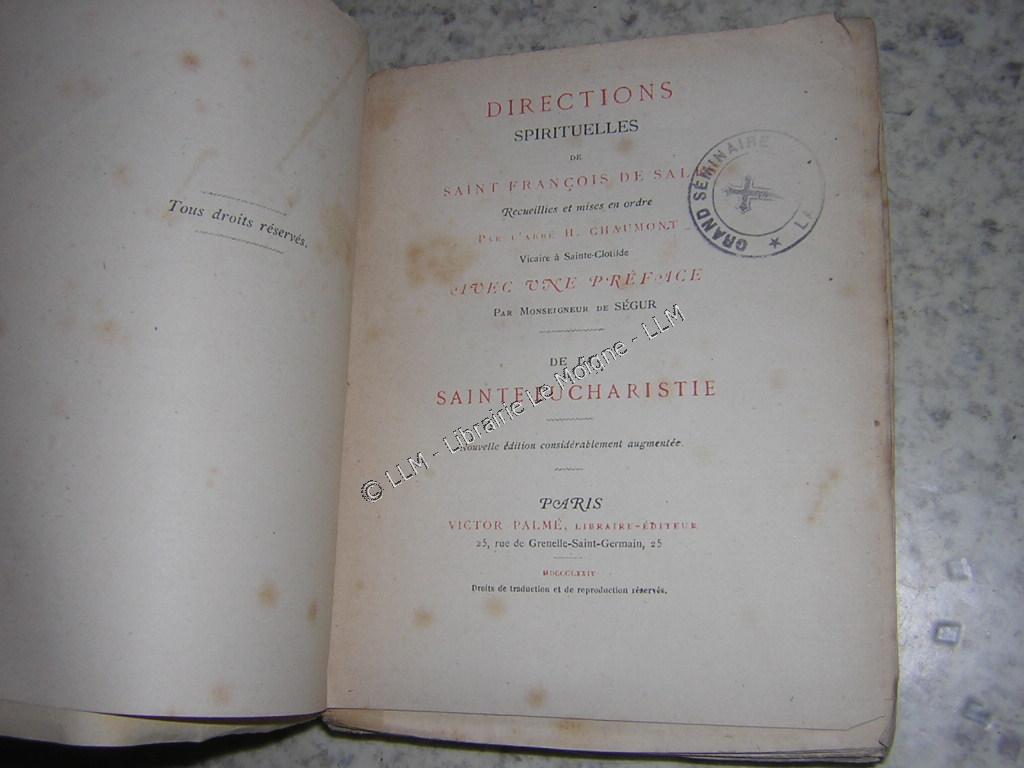 Tous droits réservés.
DIRECTIONS
SPIRITUELLES
DE
SAINT FRANÇOIS DE SAL
Recueillies et mises en ordre
PAR L'ABBÉ H. CHAUMONT
Vicaire à Sainte-Clotilde
AVEC UNE PRÉFACE
PAR MONSEIGNEUR DE SÉGUR
DE LA
SAINTE EUCHARISTIE
Nouvelle édition considérablement augmentée.
PARIS
VICTOR PALMÉ, LIBRAIRE-ÉDITEUR
25, rue de Grenelle-Saint-Germain, 25
MDCCCLXXIV
Droits de traduction et de reproduction réservés.
GRAND SÉMINAIRE
© LLM - Librairie Le Moigne - LLM